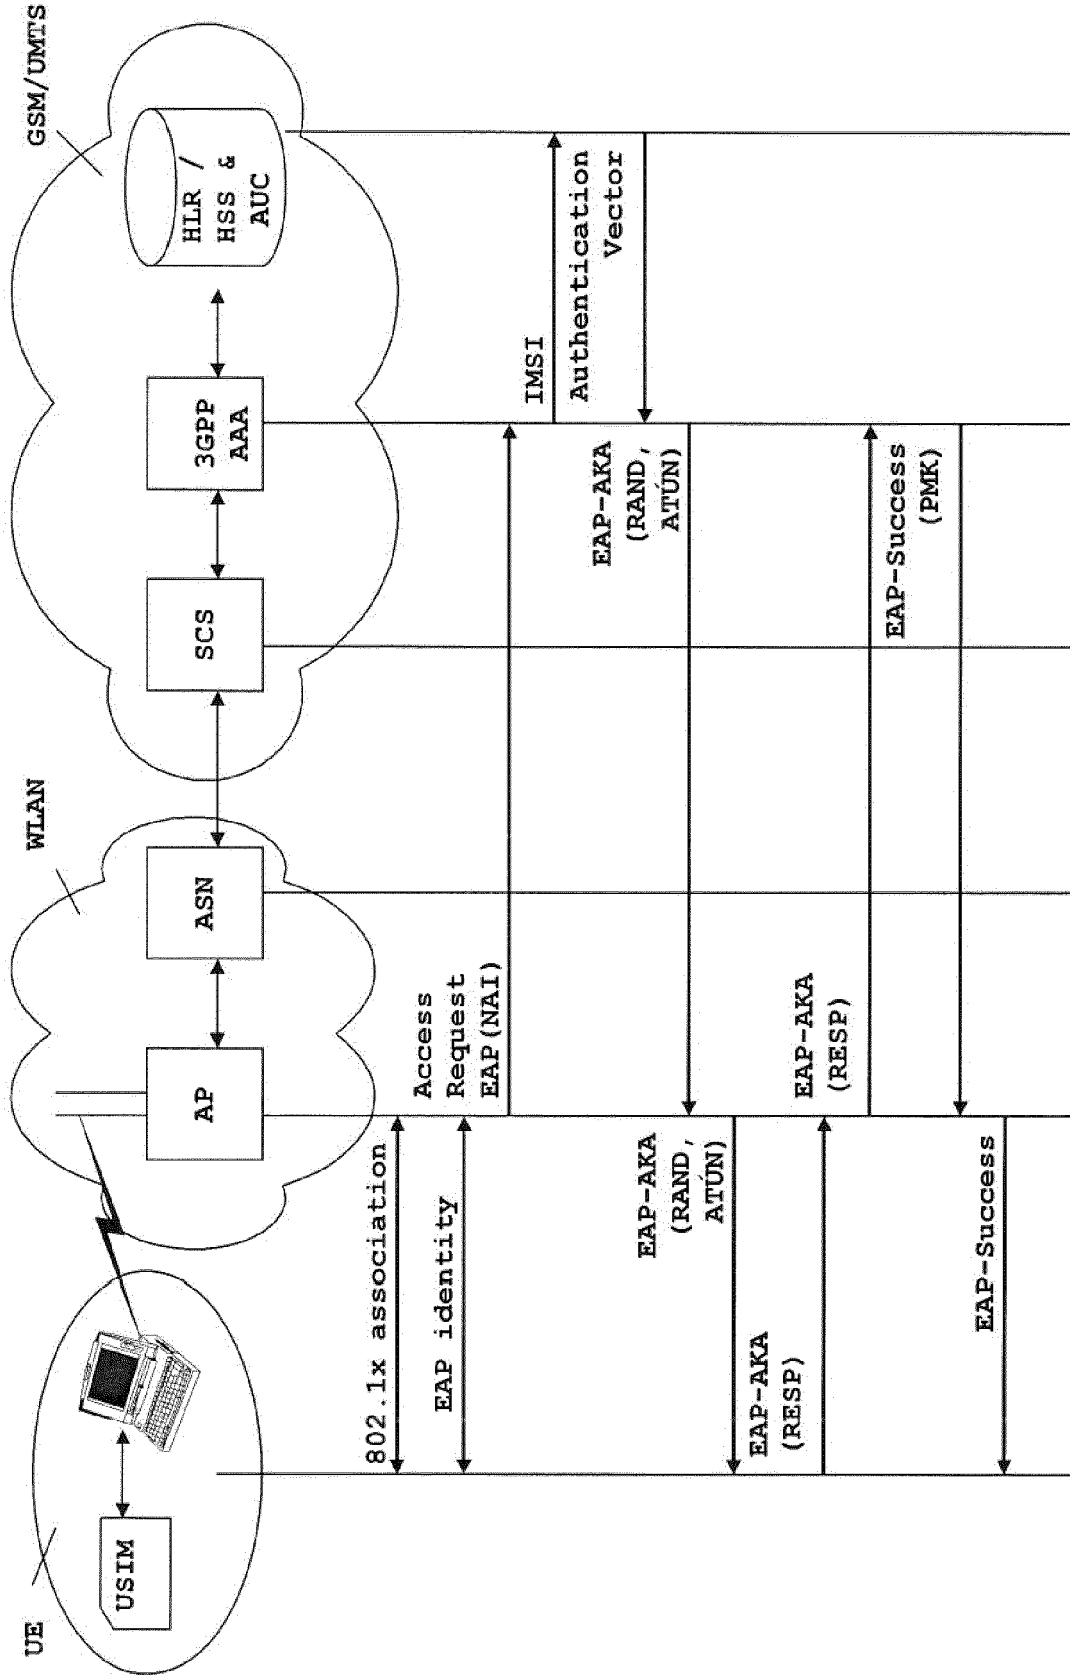 UE
WLAN
GSM/UMTS
USIM
AP
ASN
SCS
3GPP
AAA
HLR /
HSS &
AUC
802.1x association
EAP identity
Access
Request
EAP(NAI)
IMSI
Authentication
Vector
EAP-AKA
(RAND,
ATÚN)
EAP-AKA
(RAND,
ATÚN)
EAP-AKA
(RESP)
EAP-AKA
(RESP)
EAP-Success
(PMK)
EAP-Success